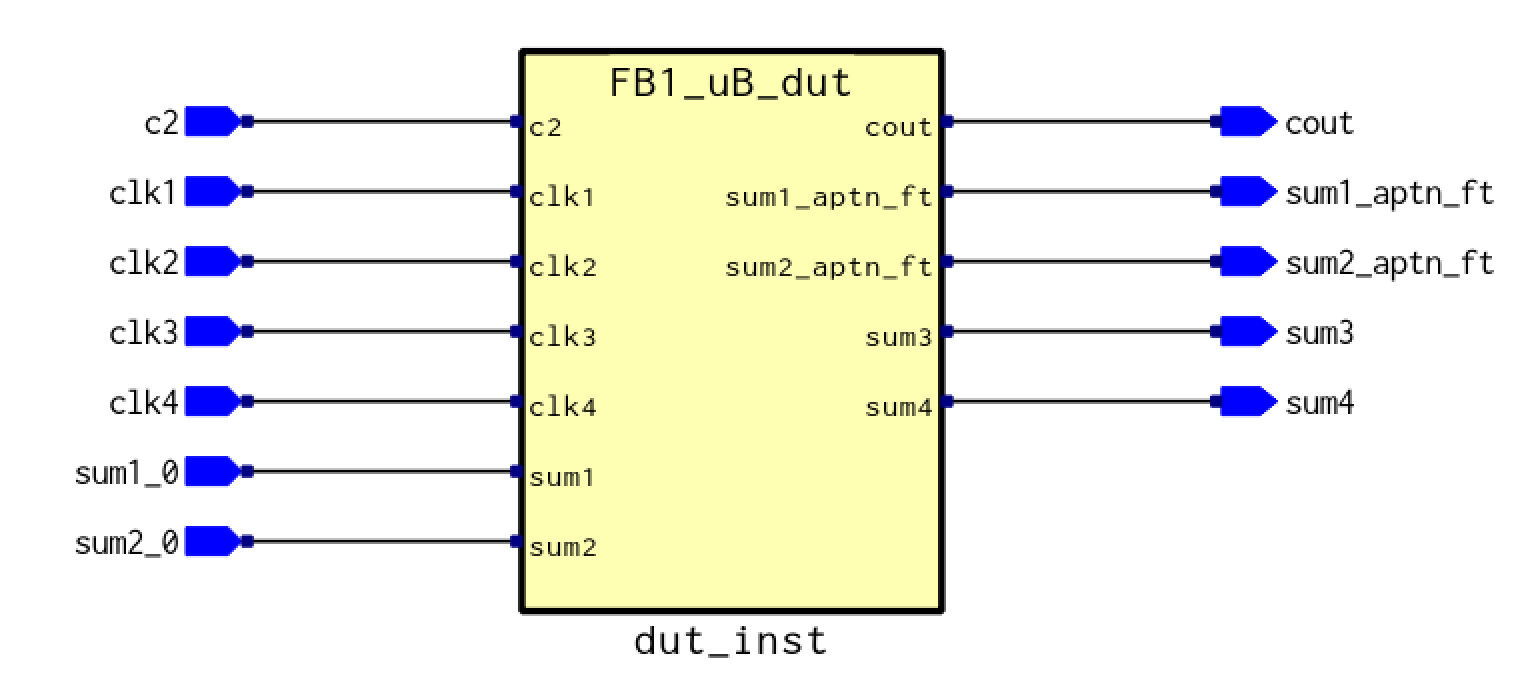 FB1_uB_dut
c2 c2 cout cout
clk1 clk1 sum1_aptn_ft sum1_aptn_ft
clk2 clk2 sum2_aptn_ft sum2_aptn_ft
clk3 clk3 sum3 sum3
clk4 clk4 sum4 sum4
sum1_0 sum1
sum2_0 sum2
dut_inst